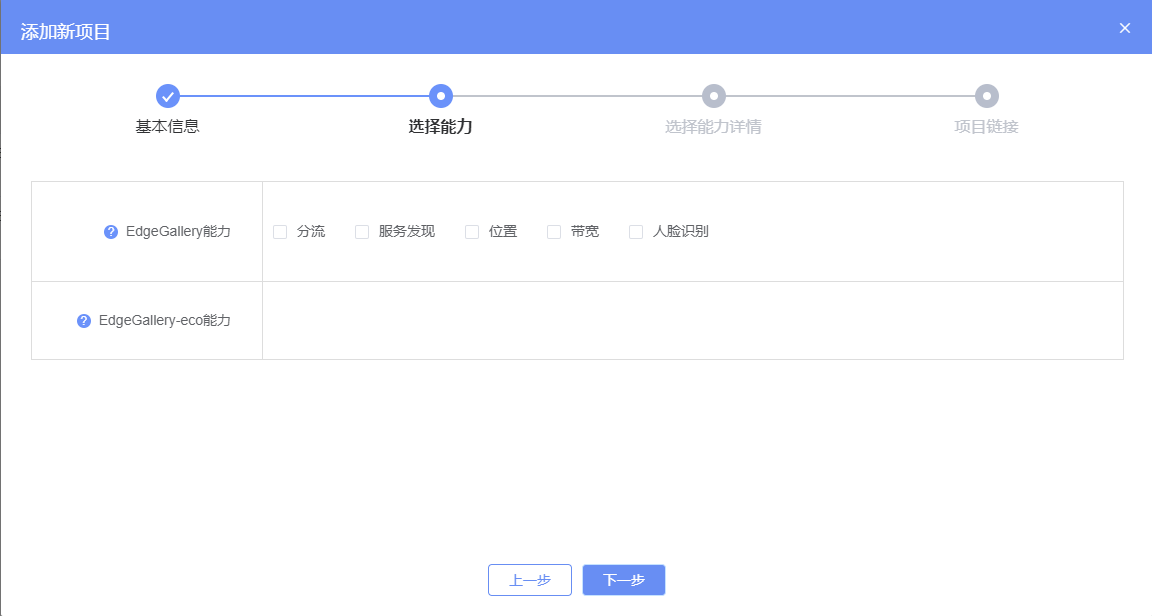 添加新项目
基本信息 选择能力 选择能力详情 项目链接
? EdgeGallery能力 分流 服务发现 位置 带宽 人脸识别
? EdgeGallery-eco能力
上一步 下一步